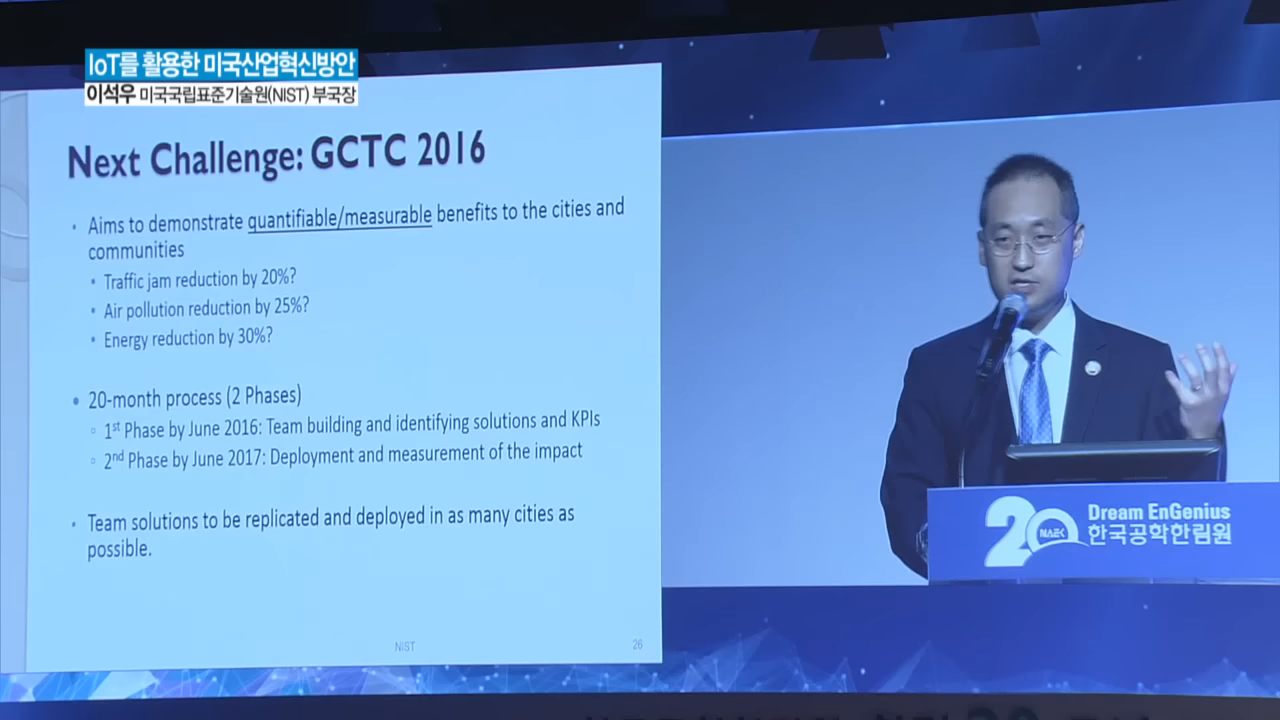 IoT를 활용한 미국산업혁신방안
이석우 미국국립표준기술원(NIST) 부국장
Next Challenge: GCTC 2016
• Aims to demonstrate quantifiable/measurable benefits to the cities and
communities
• Traffic jam reduction by 20%?
• Air pollution reduction by 25%?
• Energy reduction by 30%?
• 20-month process (2 Phases)
◦ 1st Phase by June 2016: Team building and identifying solutions and KPIs
◦ 2nd Phase by June 2017: Deployment and measurement of the impact
• Team solutions to be replicated and deployed in as many cities as
possible.
NIST
26
20
NAEK
Dream EnGenius
한국공학한림원